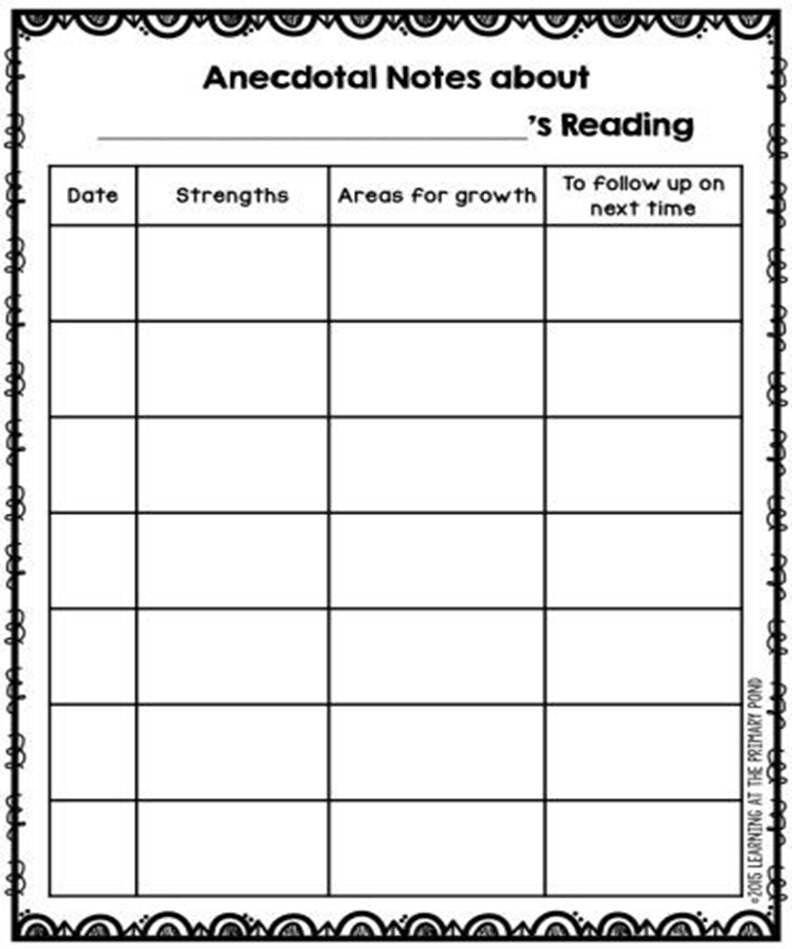 Anecdotal Notes about
____________________'s Reading
Date
Strengths
Areas for growth
To follow up on
next time
©2015 LEARNING AT THE PRIMARY POND